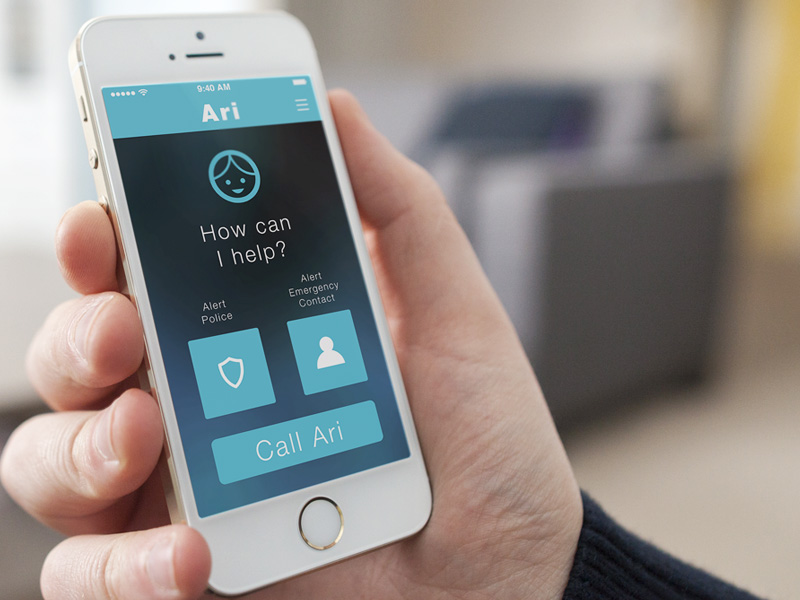 9:40 AM
Ari
How can
I help?
Alert
Police
Alert
Emergency
Contact
Call Ari